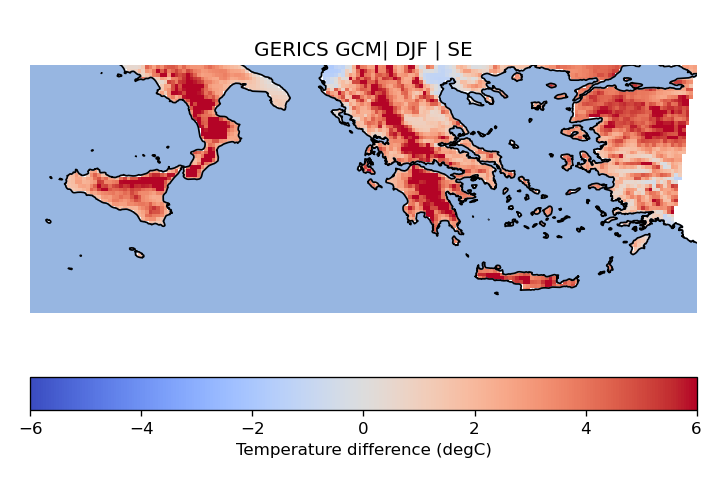 GERICS GCM| DJF | SE
−6 −4 −2 0 2 4 6
Temperature difference (degC)